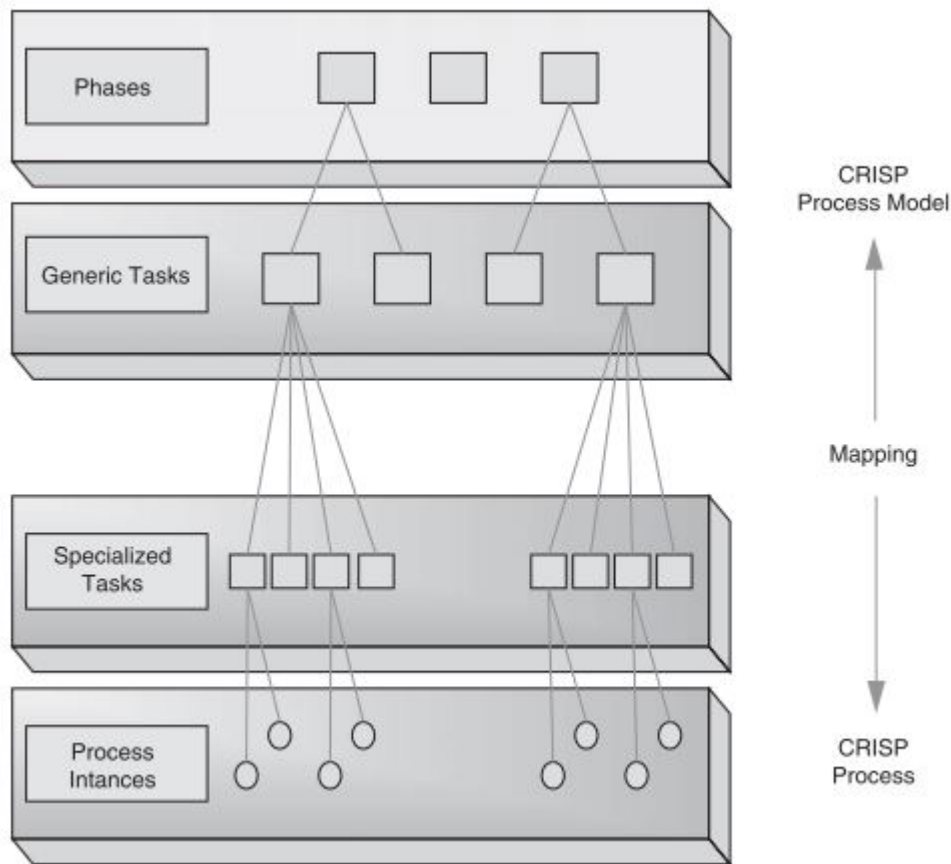 Phases
CRISP
Process Model
Generic Tasks
Mapping
Specialized
Tasks
Process
Intances
CRISP
Process